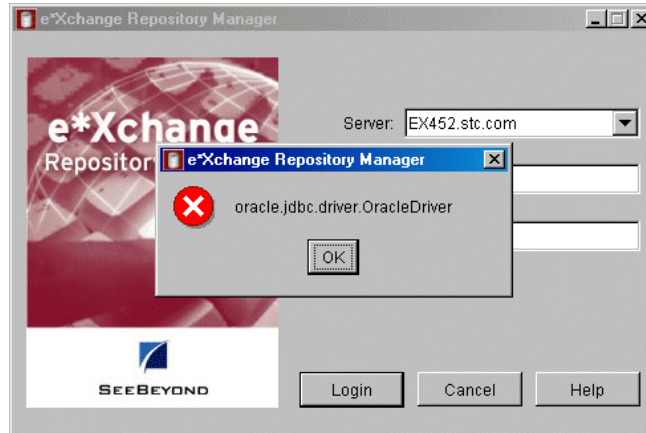 e*Xchange Repository Manager
e*Xchange
Repositor
Server: EX452.stc.com
e*Xchange Repository Manager
oracle.jdbc.driver.OracleDriver
OK
SEEBEYOND
Login Cancel Help